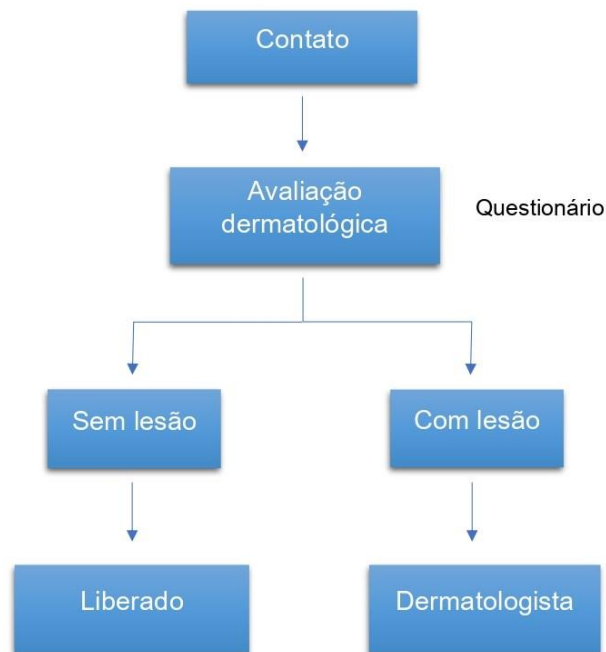 Contato
Avaliação
dermatológica
Questionário
Sem lesão
Com lesão
Liberado
Dermatologista